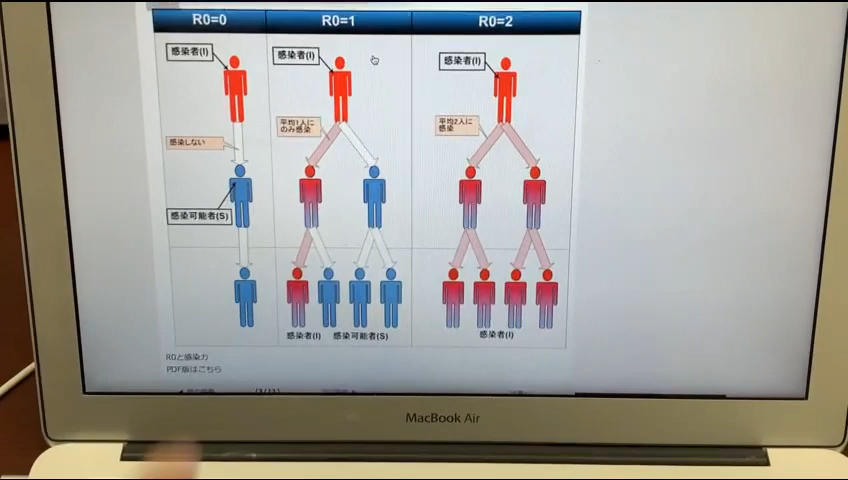 R0=0
R0=1
R0=2
感染者(I)
感染者(I)
感染者(I)
平均1人に
のみ感染
平均2人に
感染
感染しない
感染可能者(S)
感染者(I)
感染可能者(S)
感染者(I)
R0と感染力
PDF版はこちら
MacBook Air